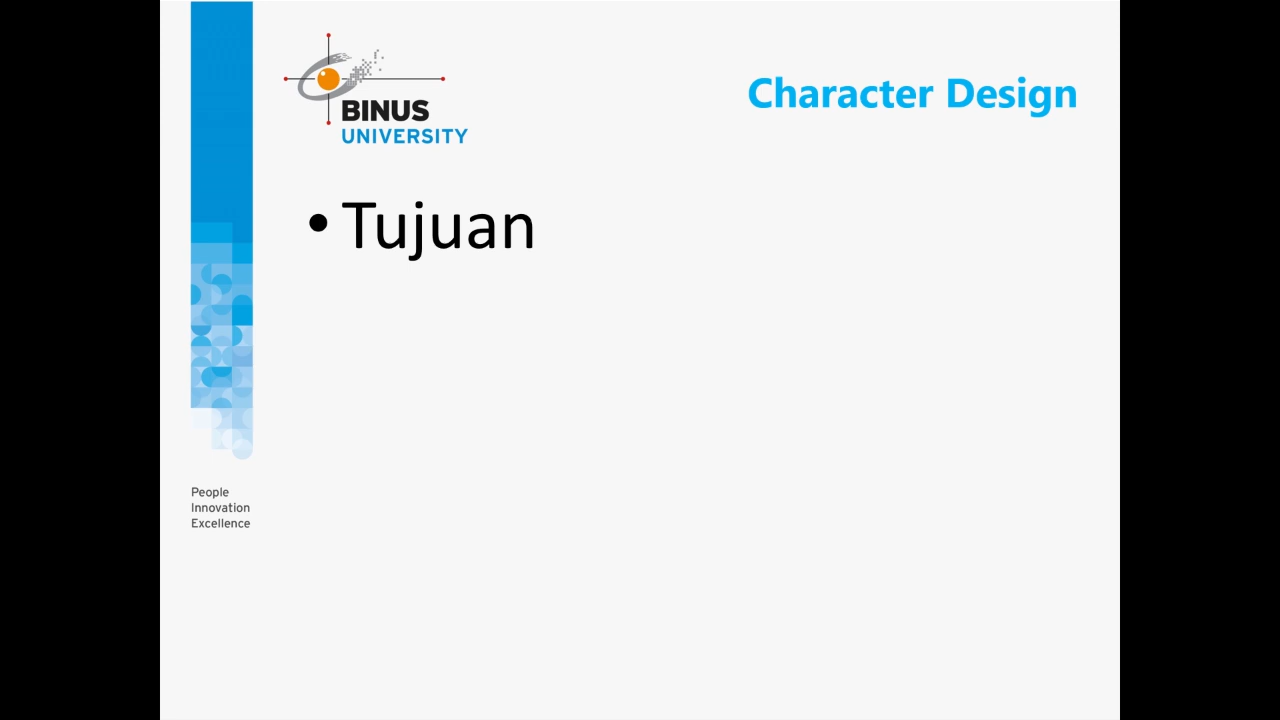 BINUS
UNIVERSITY
Character Design
• Tujuan
People
Innovation
Excellence